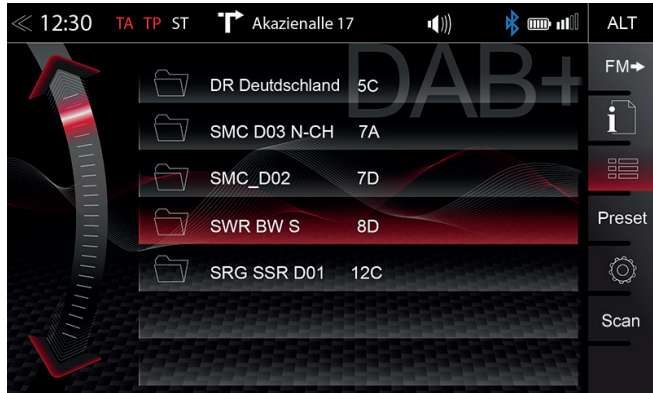 12:30 TA TP ST Akazienalle 17 ALT
DAB+
FM
DR Deutdschland 5C
SMC D03 N-CH 7A
i
SMC_D02 7D
SWR BW S 8D
Preset
SRG SSR D01 12C
Scan